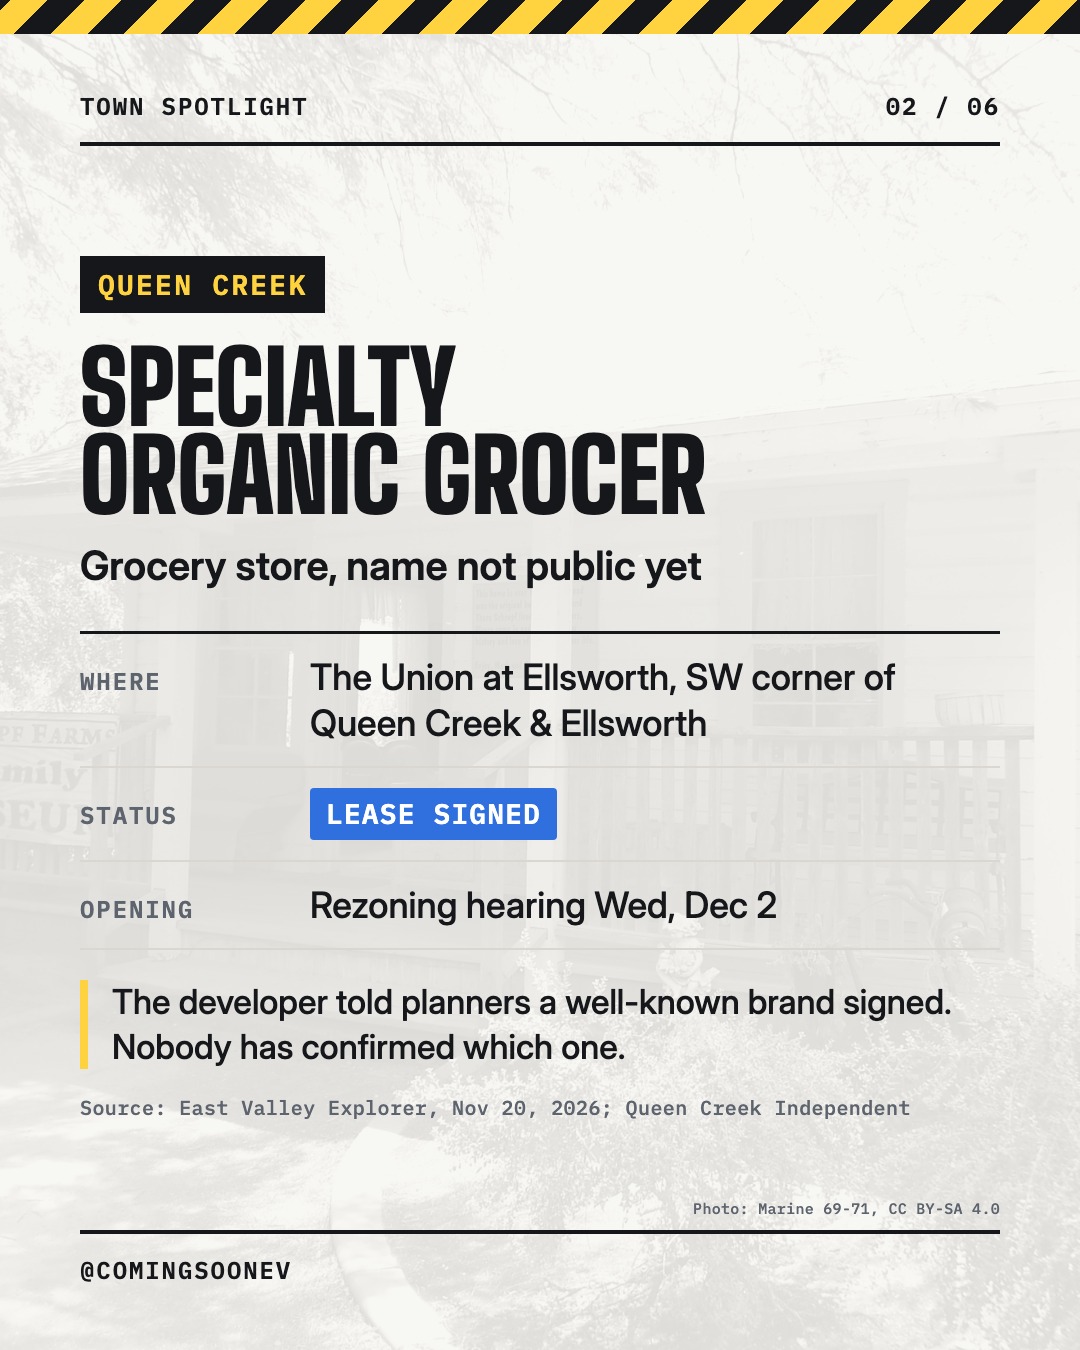 TOWN SPOTLIGHT
02 / 06
QUEEN CREEK
SPECIALTY
ORGANIC GROCER
Grocery store, name not public yet
WHERE
The Union at Ellsworth, SW corner of
Queen Creek & Ellsworth
STATUS
LEASE SIGNED
OPENING
Rezoning hearing Wed, Dec 2
The developer told planners a well-known brand signed.
Nobody has confirmed which one.
Source: East Valley Explorer, Nov 20, 2026; Queen Creek Independent
Photo: Marine 69-71, CC BY-SA 4.0
@COMINGSOONEV